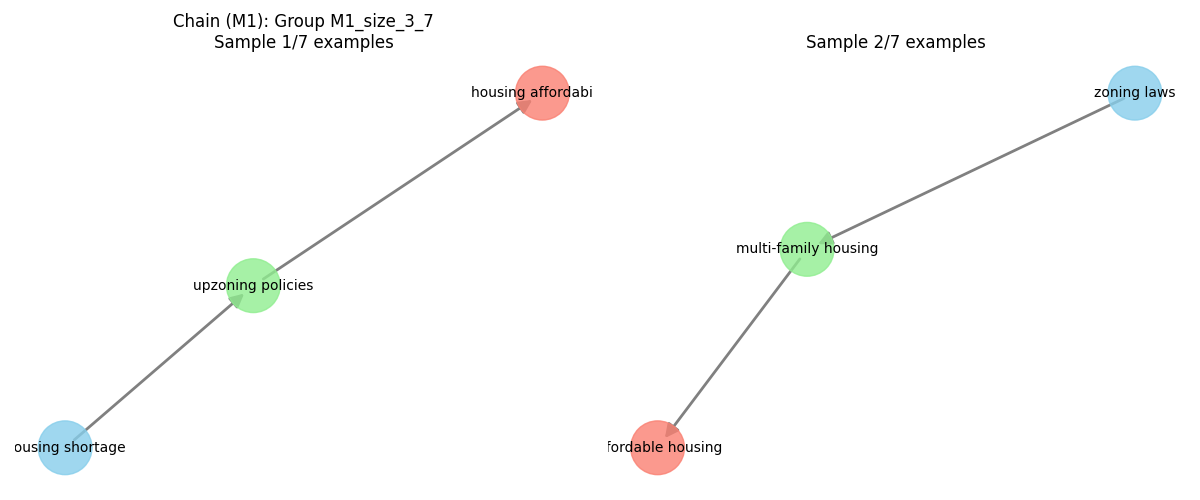 Chain (M1): Group M1_size_3_7
Sample 1/7 examples
Sample 2/7 examples
housing affordabi
zoning laws
multi-family housing
upzoning policies
ousing shortage
fordable housing